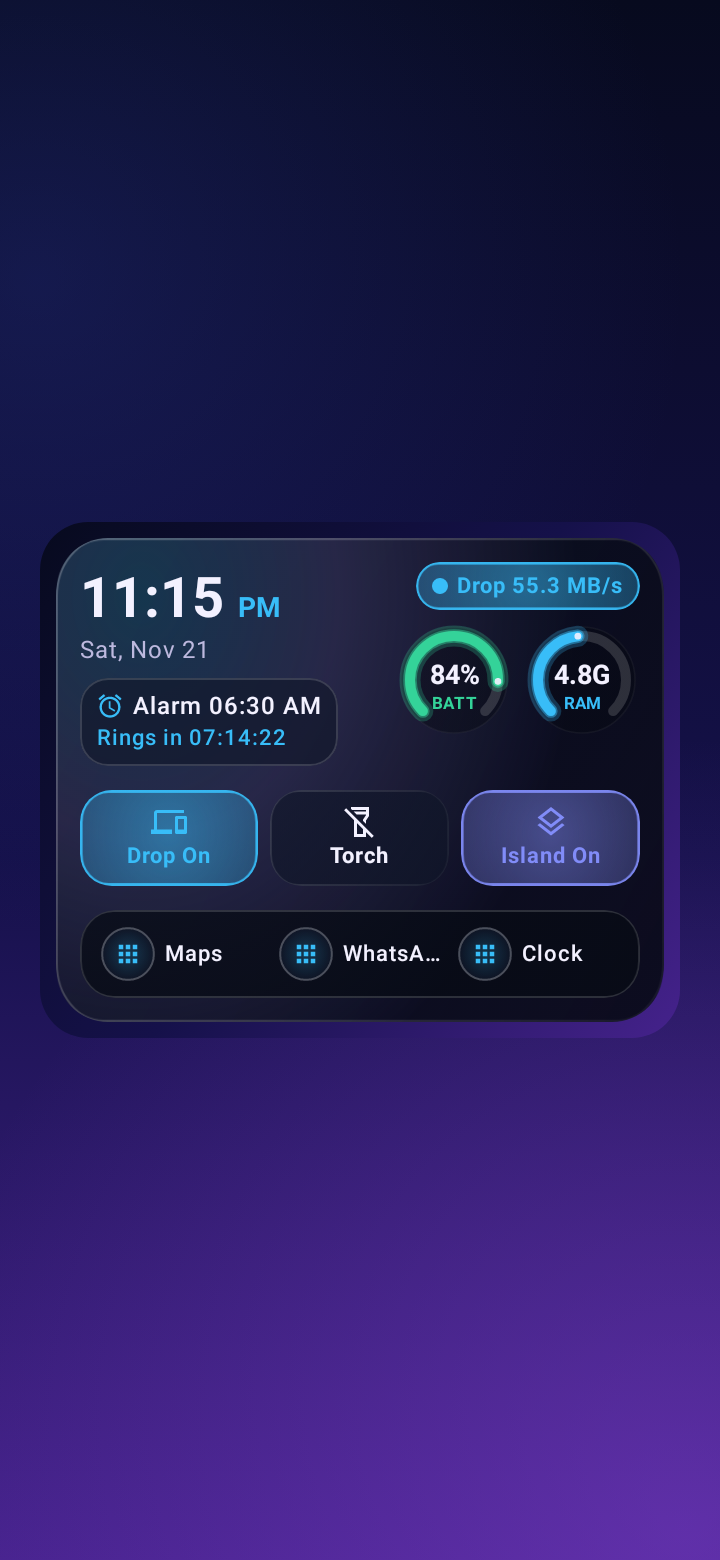 11:15 PM
Sat, Nov 21
Alarm 06:30 AM
Rings in 07:14:22
Drop 55.3 MB/s
84%
BATT
4.8G
RAM
Drop On
Torch
Island On
Maps
WhatsA...
Clock